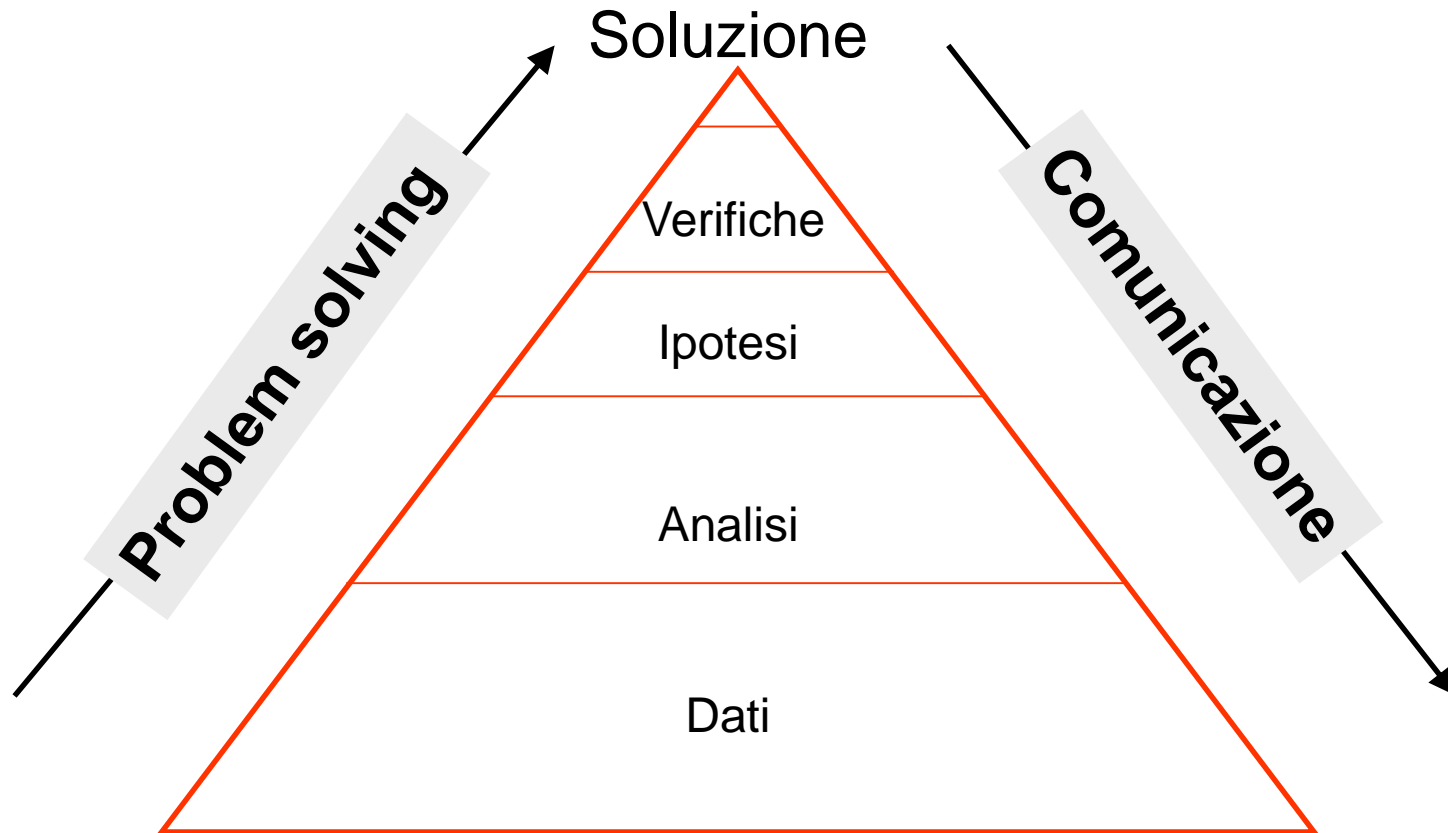 Soluzione
Problem solving
Comunicazione
Verifiche
Ipotesi
Analisi
Dati